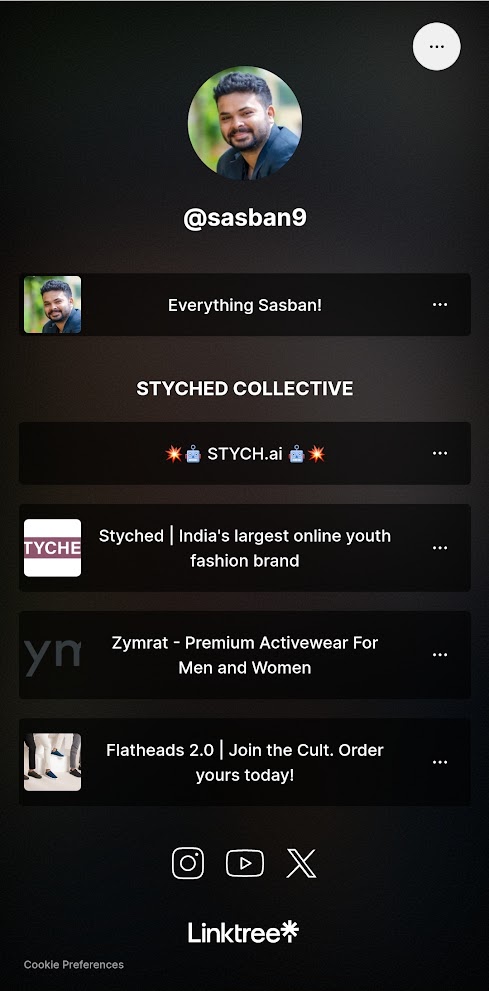 @sasban9
Everything Sasban!
STYCHED COLLECTIVE
💥🤖 STYCH.ai 🤖💥
TYCHE
Styched | India's largest online youth
fashion brand
ym
Zymrat - Premium Activewear For
Men and Women
Flatheads 2.0 | Join the Cult. Order
yours today!
Linktree
Cookie Preferences